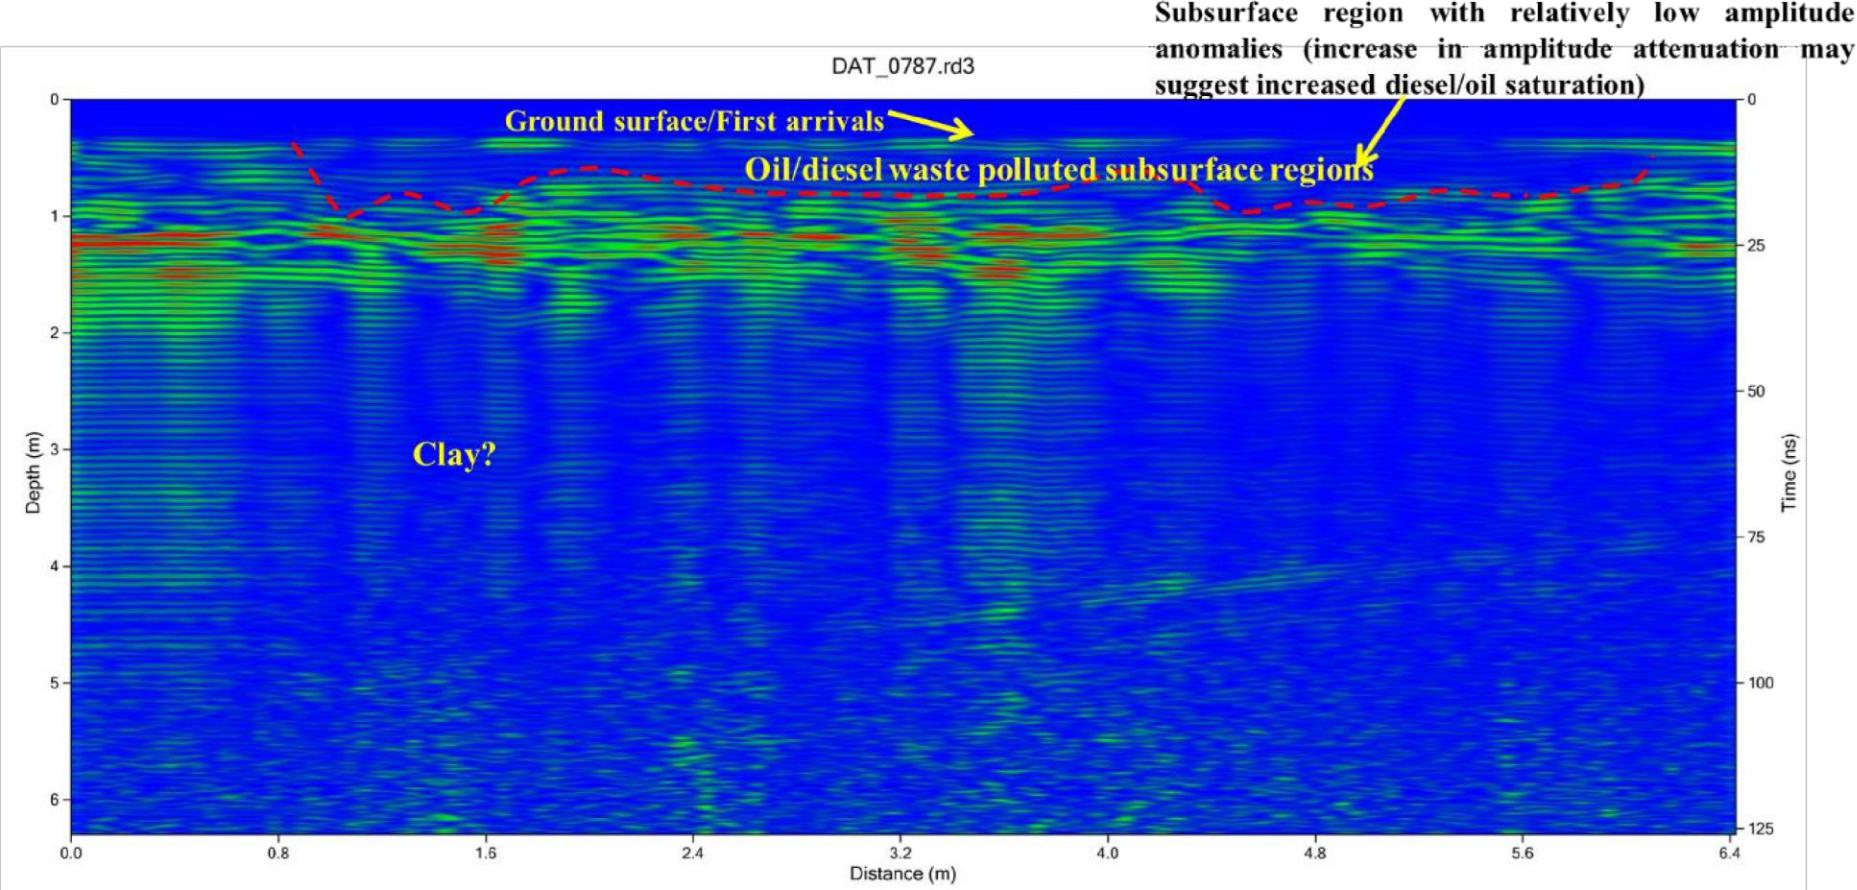 Subsurface region with relatively low amplitude
anomalies (increase in amplitude attenuation may
suggest increased diesel/oil saturation)
DAT_0787.rd3
Ground surface/First arrivals
Oil/diesel waste polluted subsurface regions
Clay?
Depth (m)
0
1
2
3
4
5
6
Time (ns)
0
25
50
75
100
125
0.0 0.8 1.6 2.4 3.2 4.0 4.8 5.6 6.4
Distance (m)